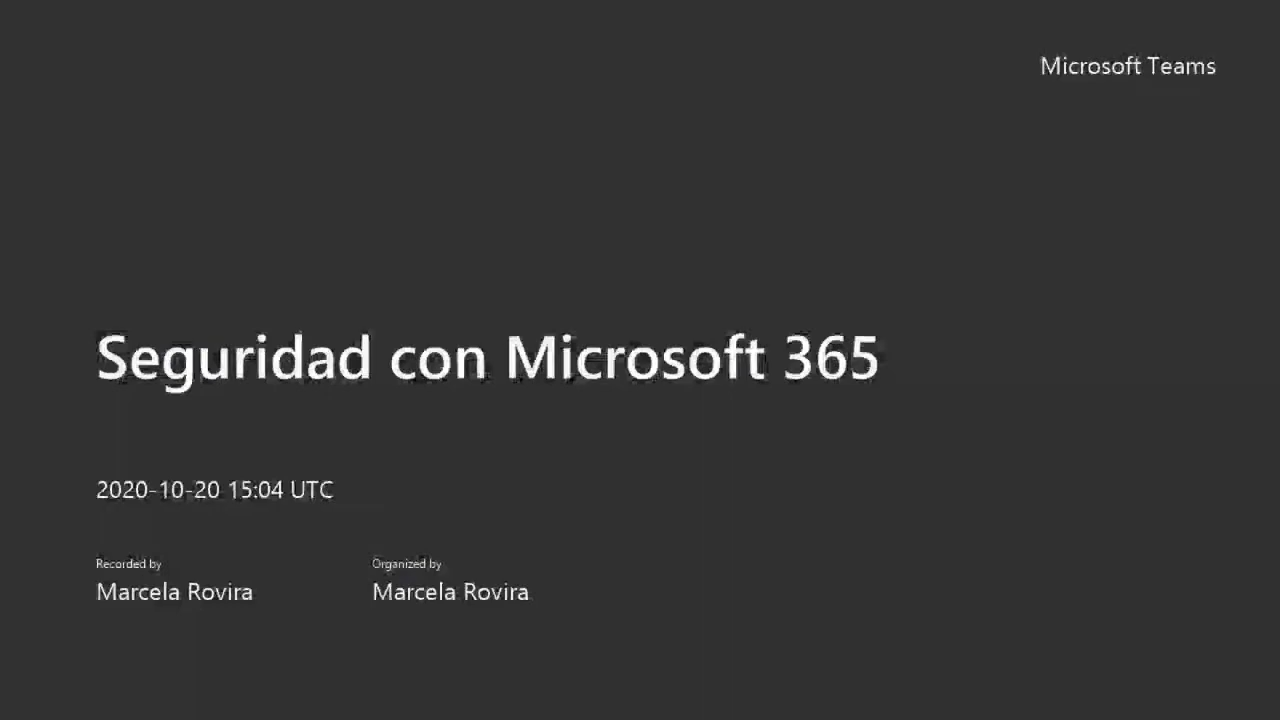 Microsoft Teams
Seguridad con Microsoft 365
2020-10-20 15:04 UTC
Recorded by
Organized by
Marcela Rovira
Marcela Rovira